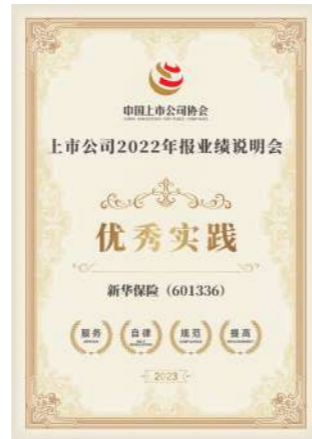 中国上市公司协会
上市公司2022年报业绩说明会
优秀实践
新华保险（601336）
服务 自律 规范 提高
2023